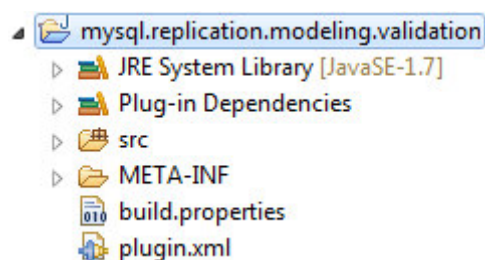 mysql.replication.modeling.validation
JRE System Library [JavaSE-1.7]
Plug-in Dependencies
src
META-INF
build.properties
plugin.xml